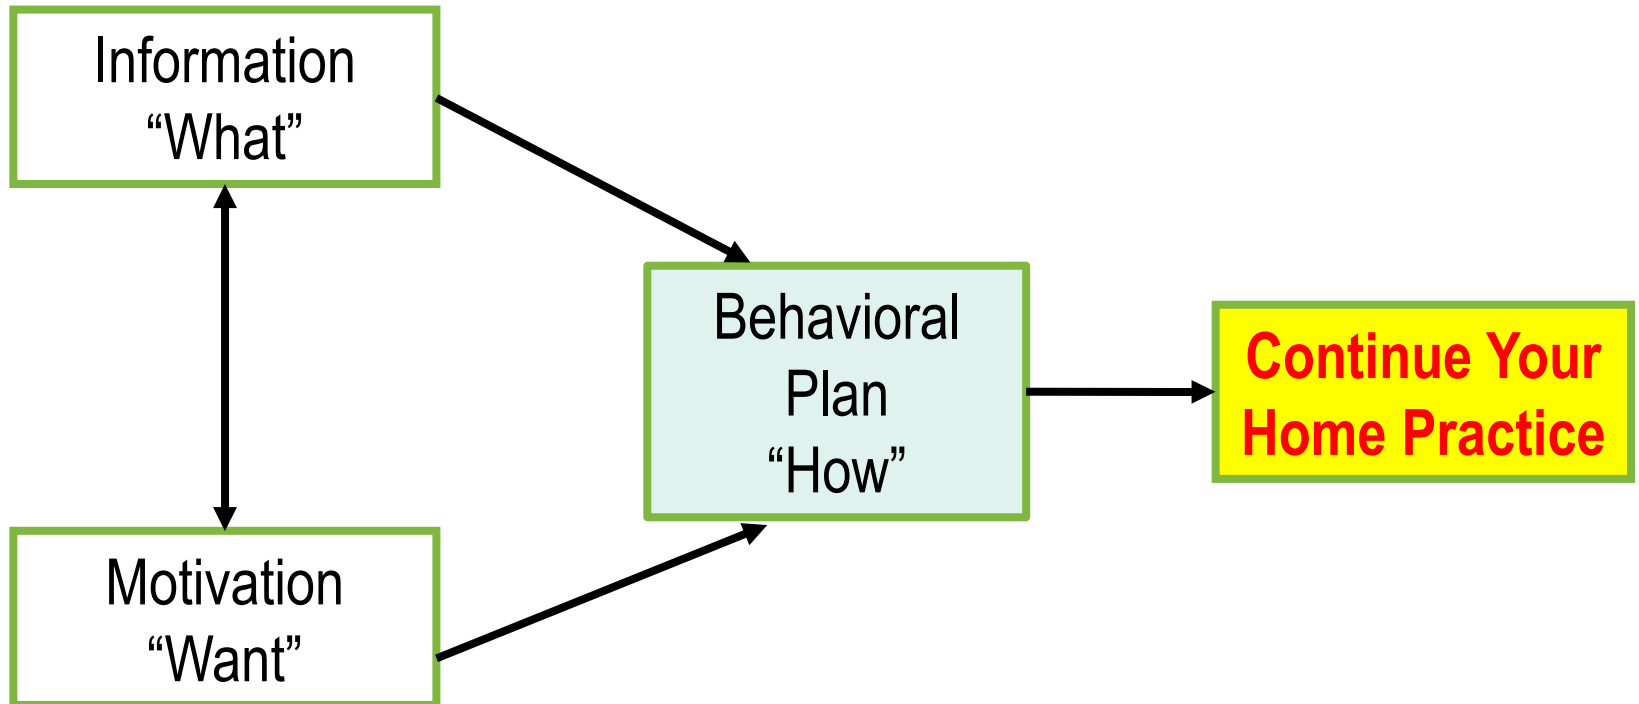 Information
“What”
Behavioral
Plan
“How”
Continue Your
Home Practice
Motivation
“Want”